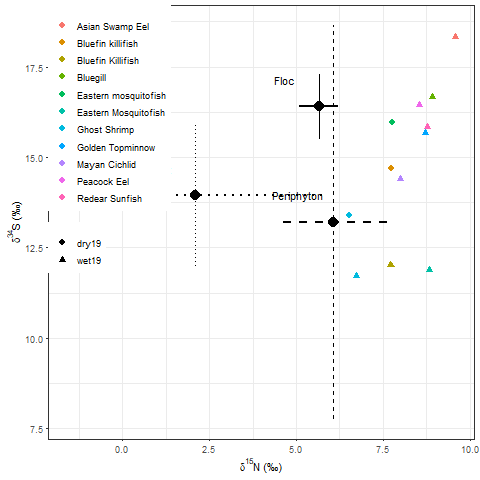 Asian Swamp Eel
Bluefin killifish
Bluefin Killifish
Bluegill
Eastern mosquitofish
Eastern Mosquitofish
Ghost Shrimp
Golden Topminnow
Mayan Cichlid
Peacock Eel
Redear Sunfish
dry19
wet19
Floc
Periphyton
17.5
15.0
12.5
10.0
7.5
δ³⁴S (‰)
0.0 2.5 5.0 7.5 10.0
δ¹⁵N (‰)